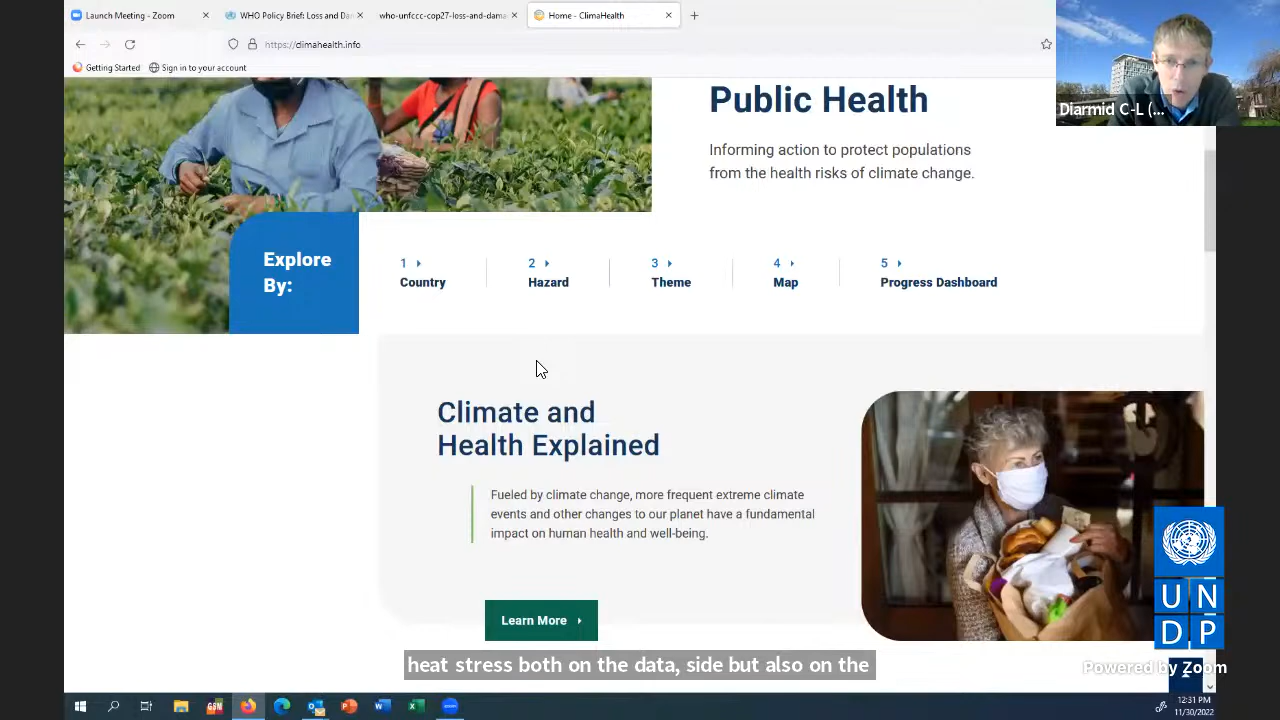 Launch Meeting - Zoom
WHO Policy Brief: Loss and Dam
who-unfccc-cop27-loss-and-dama
Home - ClimaHealth
https://climahealth.info
Getting Started
Sign in to your account
Diarmid C-L (...
Public Health
Informing action to protect populations
from the health risks of climate change.
Explore
By:
1
Country
2
Hazard
3
Theme
4
Map
5
Progress Dashboard
Climate and
Health Explained
Fueled by climate change, more frequent extreme climate
events and other changes to our planet have a fundamental
impact on human health and well-being.
Learn More
U N
D P
heat stress both on the data, side but also on the
Powered by Zoom
12:31 PM
11/30/2022